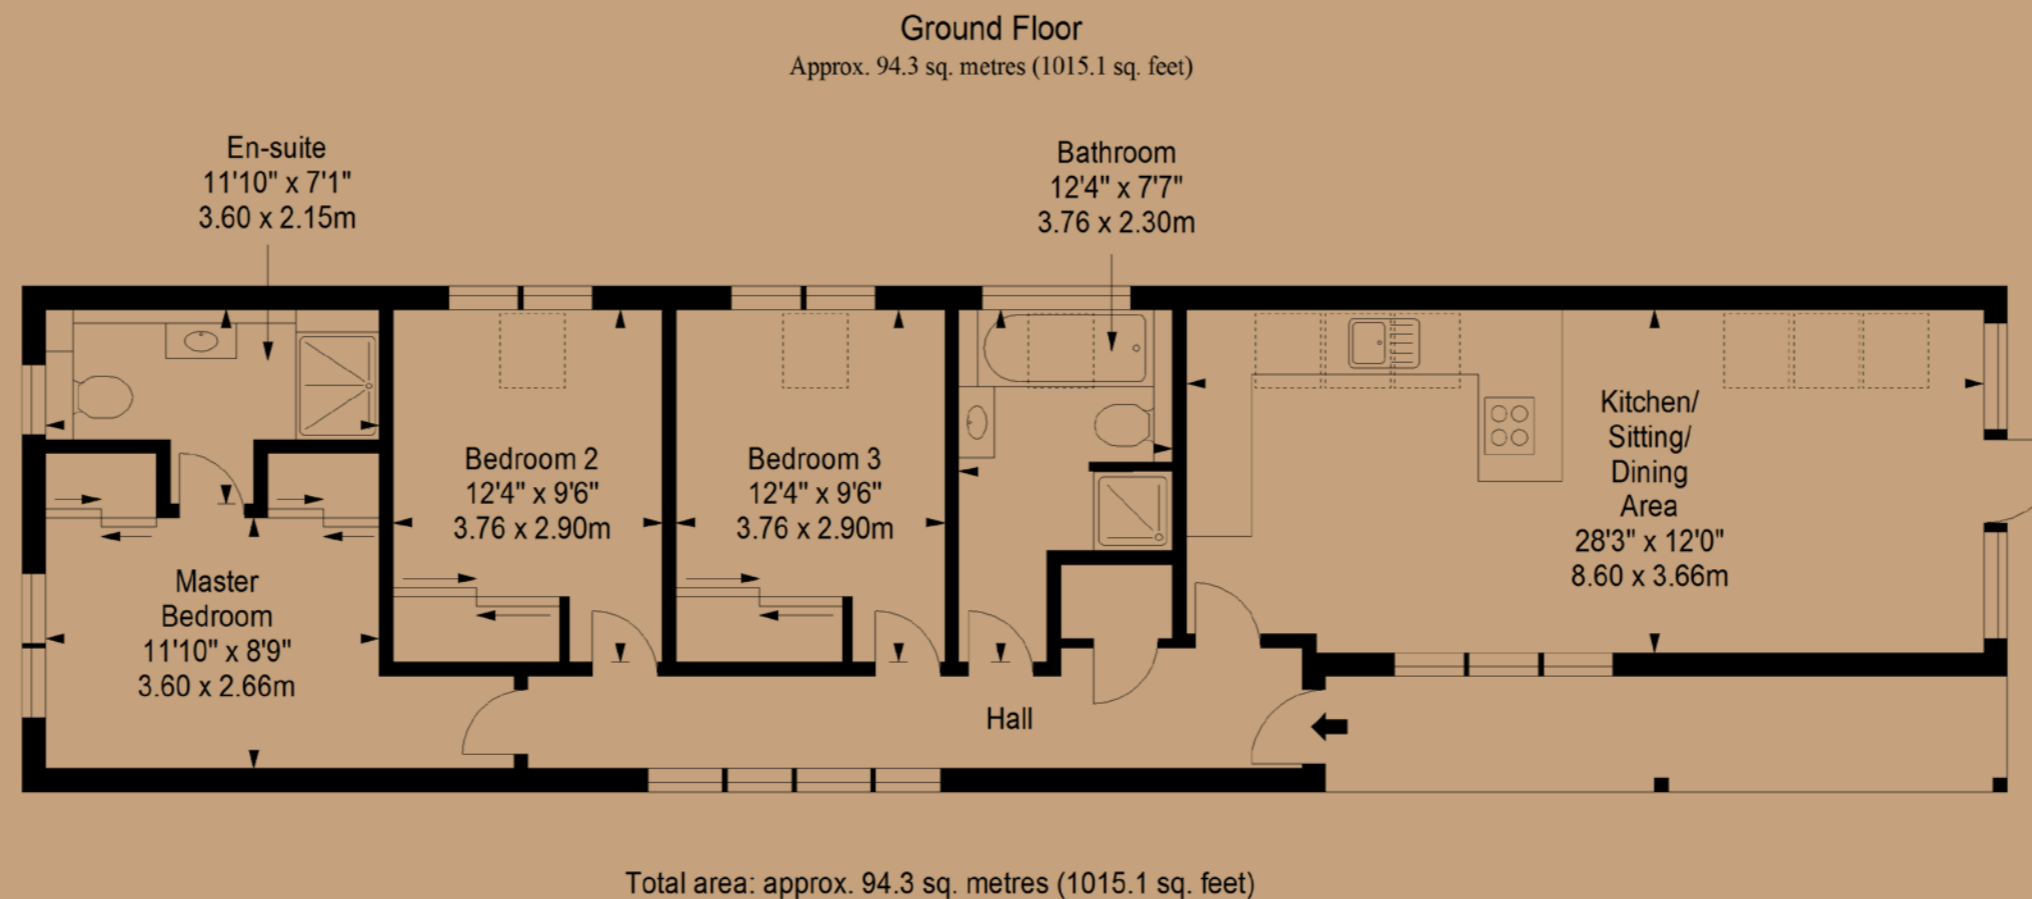 Ground Floor
Approx. 94.3 sq. metres (1015.1 sq. feet)
En-suite
11'10" x 7'1"
3.60 x 2.15m
Bathroom
12'4" x 7'7"
3.76 x 2.30m
Bedroom 2
12'4" x 9'6"
3.76 x 2.90m
Bedroom 3
12'4" x 9'6"
3.76 x 2.90m
Kitchen/
Sitting/
Dining
Area
28'3" x 12'0"
8.60 x 3.66m
Master
Bedroom
11'10" x 8'9"
3.60 x 2.66m
Hall
Total area: approx. 94.3 sq. metres (1015.1 sq. feet)